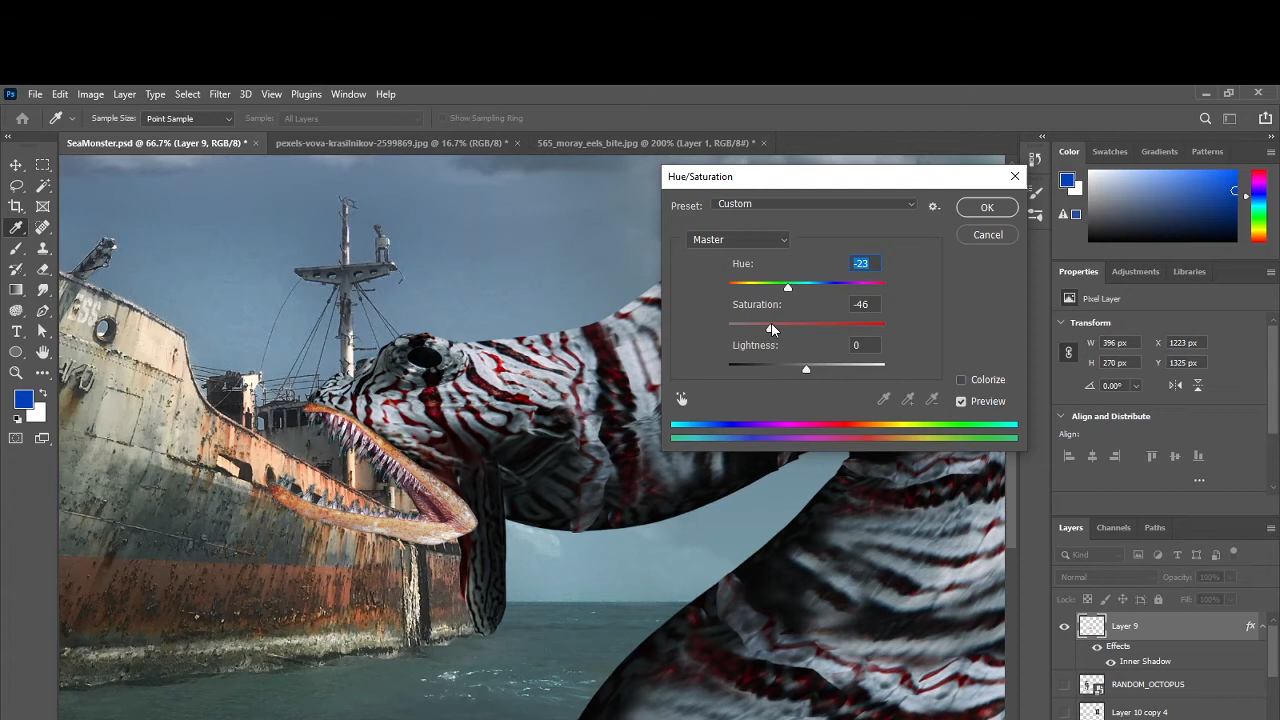 Ps File Edit Image Layer Type Select Filter 3D View Plugins Window Help
Sample Size: Point Sample Sample: All Layers Show Sampling Ring
SeaMonster.psd @ 66.7% (Layer 9, RGB/8) * pexels-vova-krasilnikov-2599869.jpg @ 16.7% (RGB/8) * 565_moray_eels_bite.jpg @ 200% (Layer 1, RGB/8#) *
Hue/Saturation
Preset: Custom
OK
Master
Cancel
Hue: -23
Saturation: -46
Lightness: 0
Colorize
Preview
Color Swatches Gradients Patterns
Properties Adjustments Libraries
Pixel Layer
Transform
W 396 px X 1223 px
H 270 px Y 1325 px
0.00°
Align and Distribute
Align:
Layers Channels Paths
Kind
Normal Opacity: 100%
Lock: Fill: 100%
Layer 9 fx
Effects
Inner Shadow
RANDOM_OCTOPUS
Layer 10 copy 4